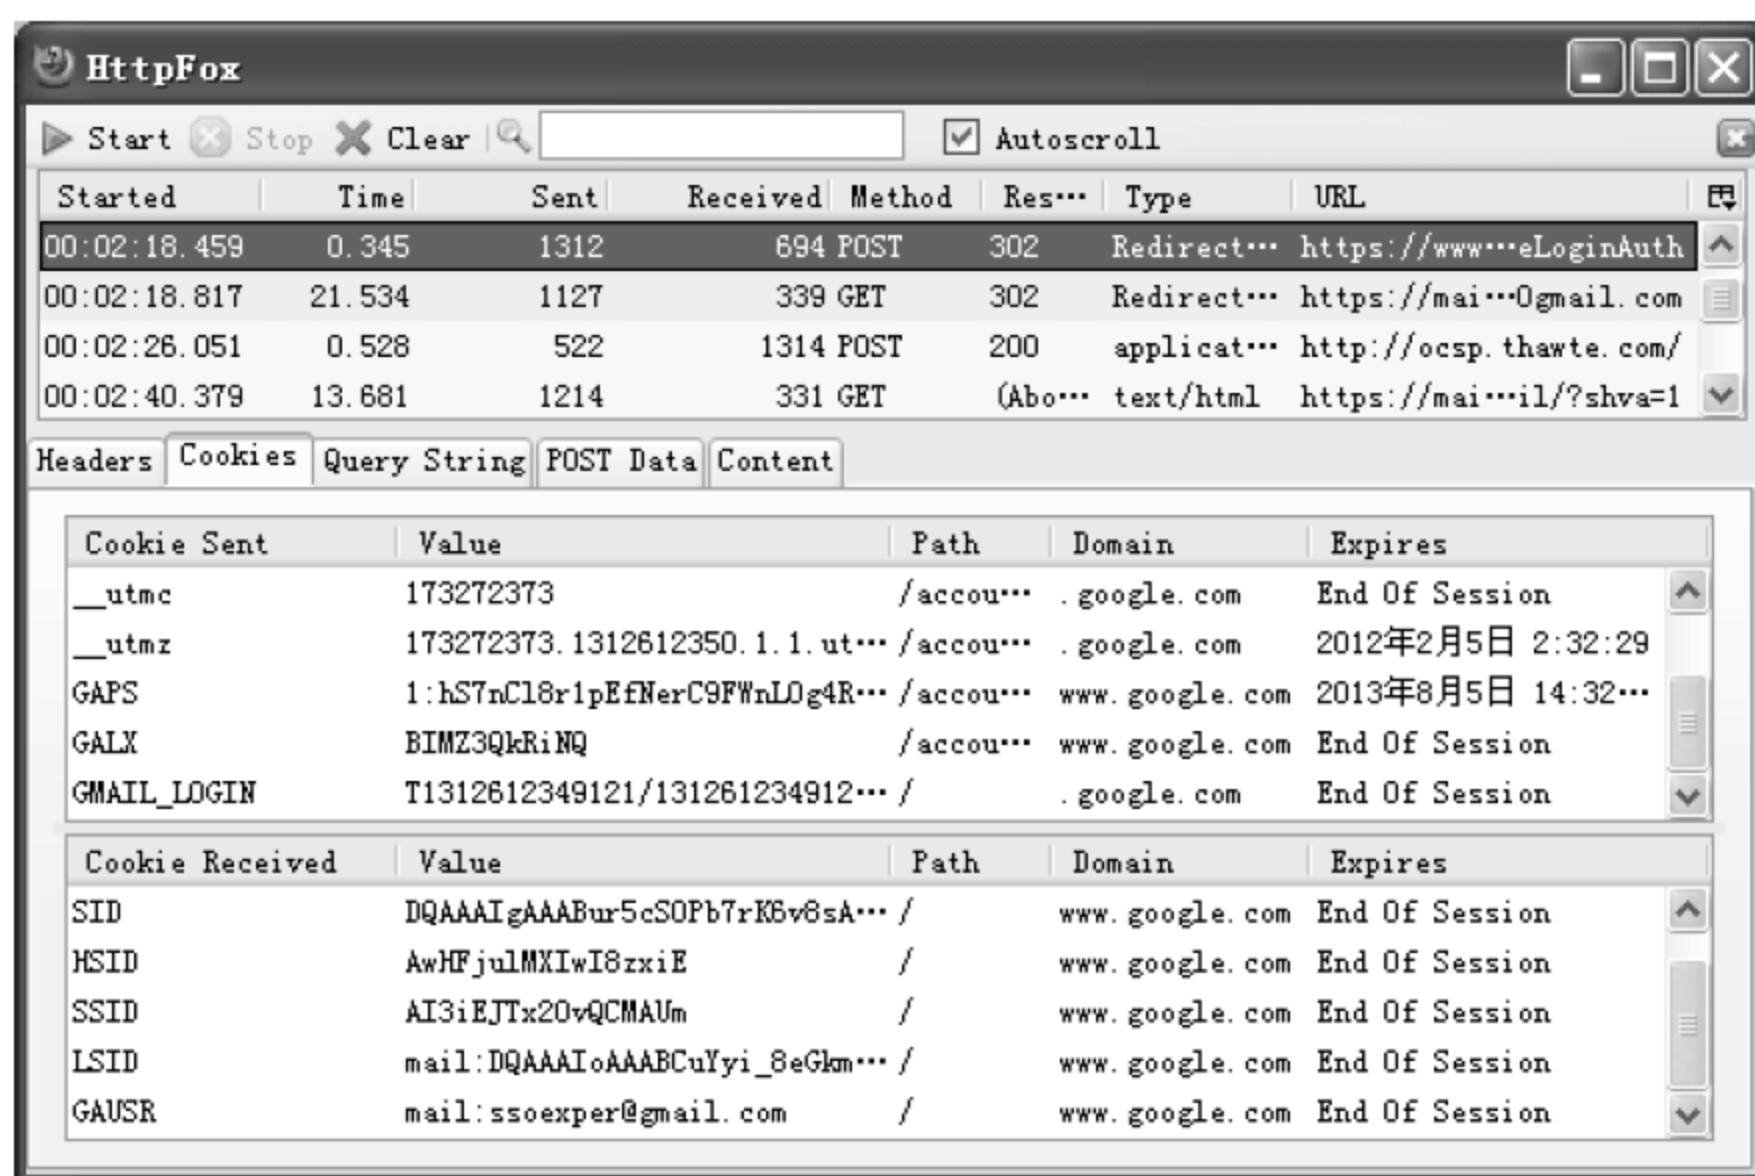 HttpFox
Start Stop Clear Autoscroll
Started Time Sent Received Method Res··· Type URL
00:02:18.459 0.345 1312 694 POST 302 Redirect··· https://www···eLoginAuth
00:02:18.817 21.534 1127 339 GET 302 Redirect··· https://mai···0gmail.com
00:02:26.051 0.528 522 1314 POST 200 applicat··· http://ocsp.thawte.com/
00:02:40.379 13.681 1214 331 GET (Abo··· text/html https://mai···il/?shva=1
Headers Cookies Query String POST Data Content
Cookie Sent Value Path Domain Expires
__utmc 173272373 /accou··· .google.com End Of Session
__utmz 173272373.1312612350.1.1.ut··· /accou··· .google.com 2012年2月5日 2:32:29
GAPS 1:hS7nCl8r1pEfNerC9FWnLOg4R··· /accou··· www.google.com 2013年8月5日 14:32···
GALX BIMZ3QkRiNQ /accou··· www.google.com End Of Session
GMAIL_LOGIN T1312612349121/131261234912··· / .google.com End Of Session
Cookie Received Value Path Domain Expires
SID DQAAAIgAAABur5cSOPb7rK6v8sA··· / www.google.com End Of Session
HSID AwHFjulMXIwI8zxiE / www.google.com End Of Session
SSID AI3iEJTx2OvQCMAUm / www.google.com End Of Session
LSID mail:DQAAAIoAAABCuYyi_8eGkm··· / www.google.com End Of Session
GAUSR mail:ssoexper@gmail.com / www.google.com End Of Session